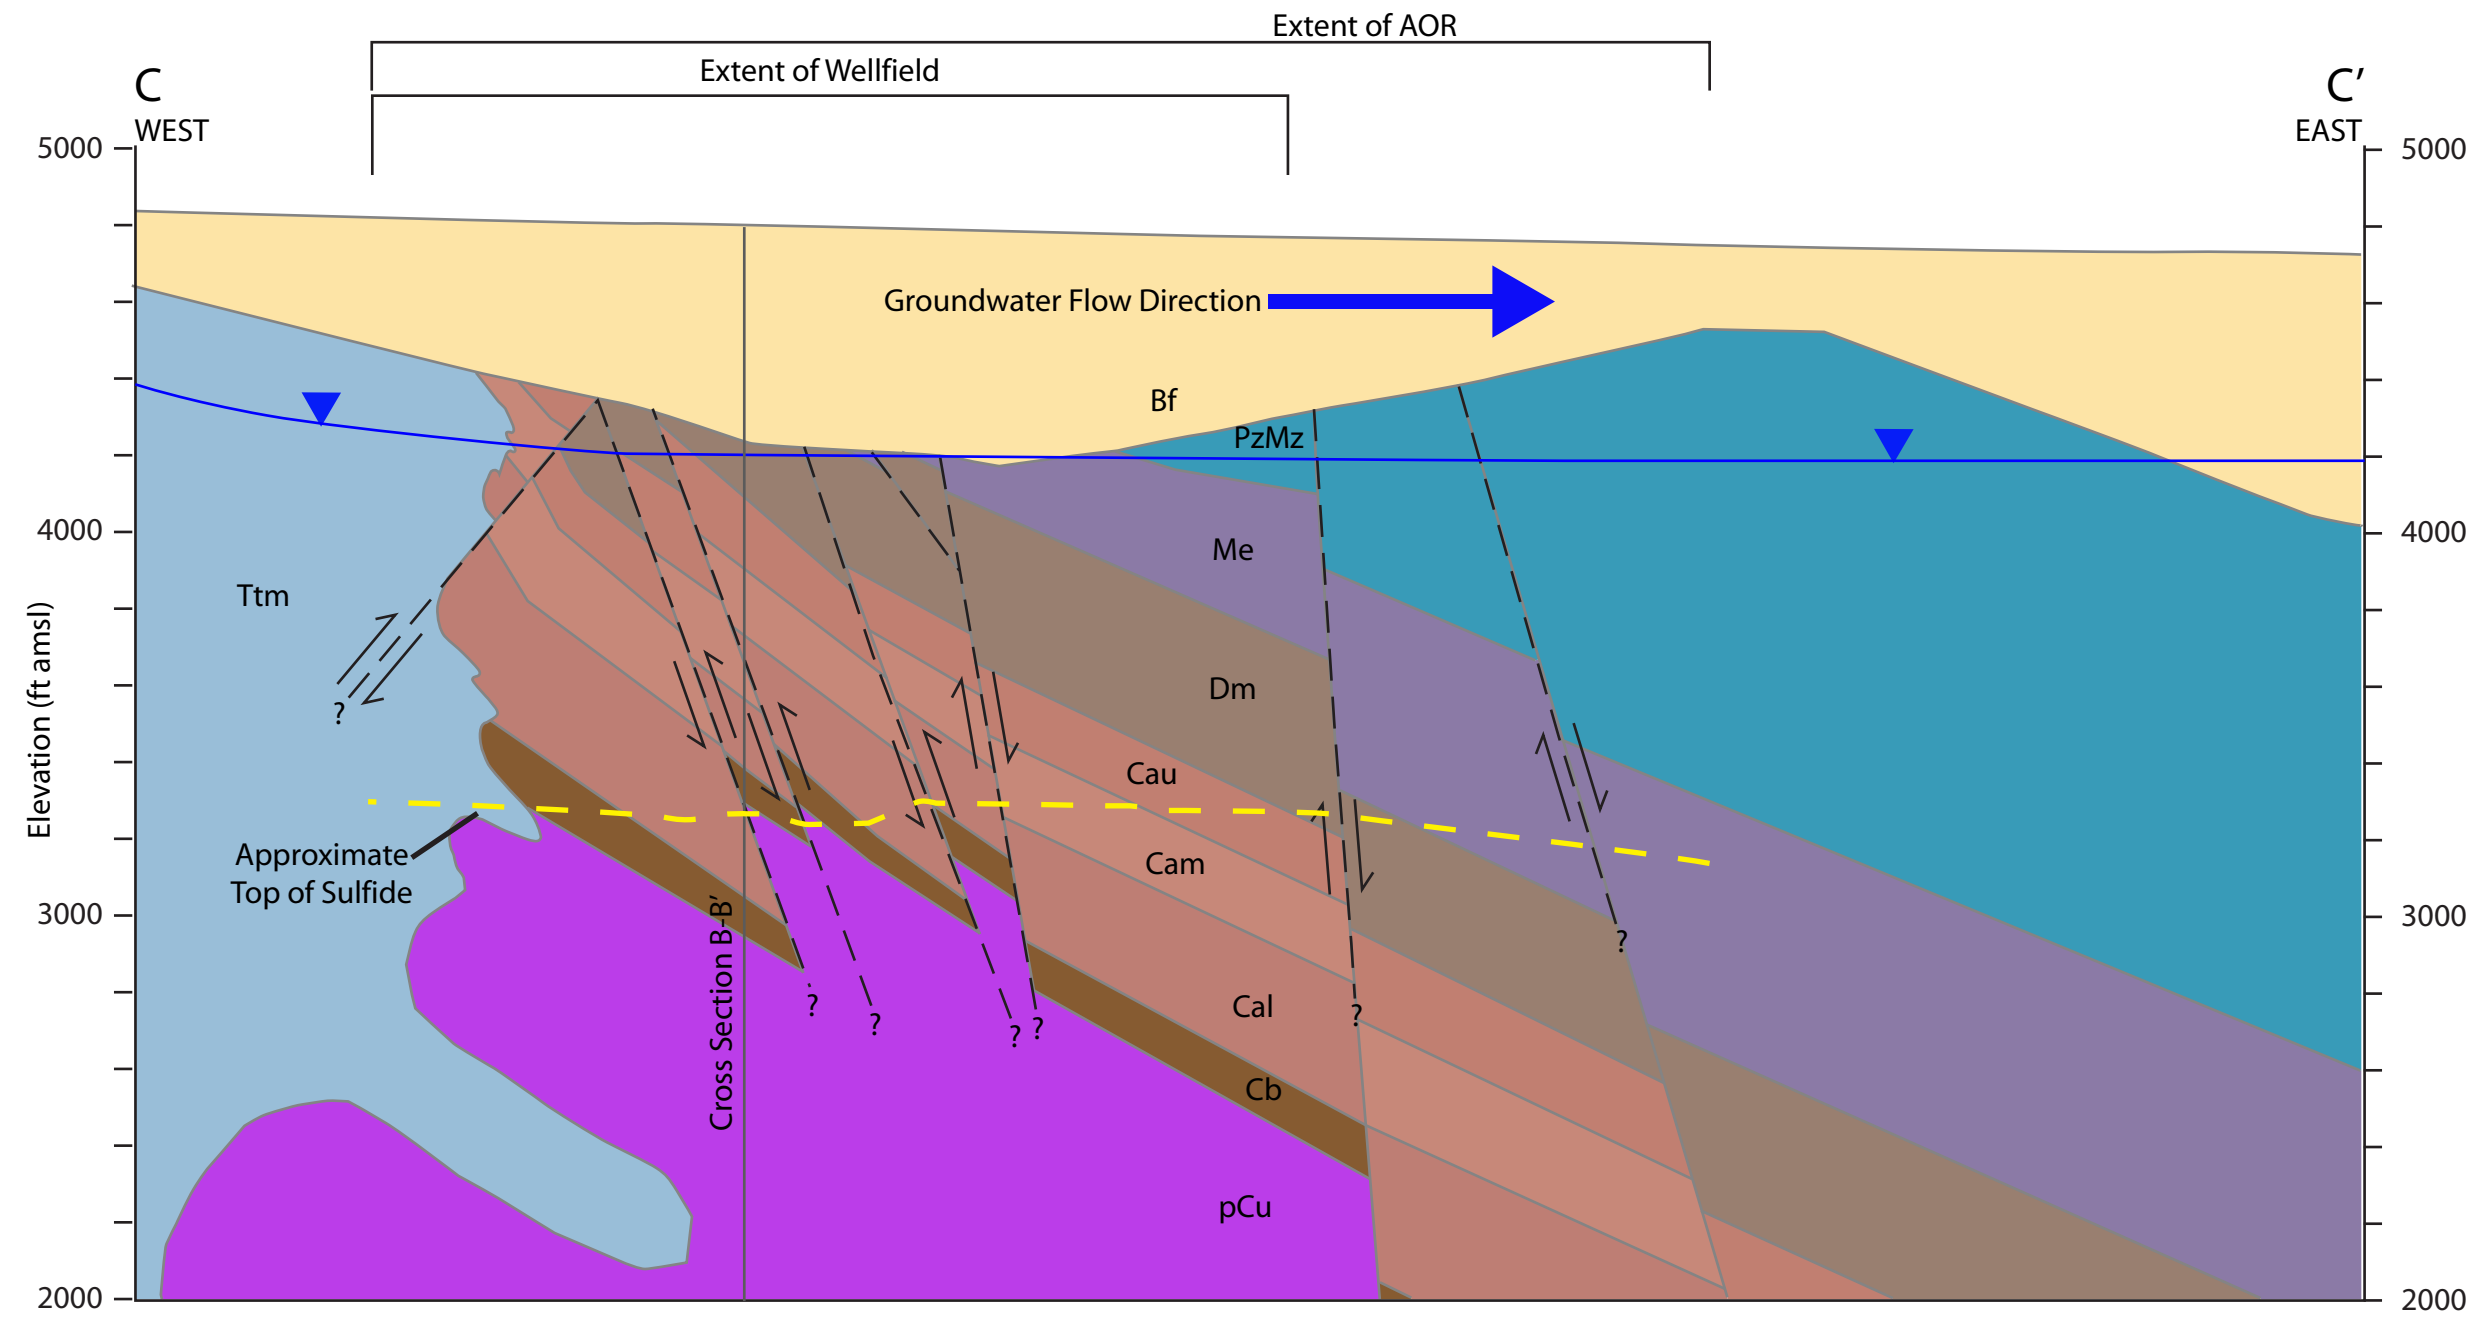 Extent of AOR
Extent of Wellfield
C
C′
WEST
EAST
5000
5000
Groundwater Flow Direction
Bf
PzMz
4000
4000
Me
Ttm
Elevation (ft amsl)
Dm
?
Cau
Approximate
Top of Sulfide
Cam
3000
3000
?
Cross Section B-B′
?
?
?
?
?
Cal
Cb
pCu
2000
2000